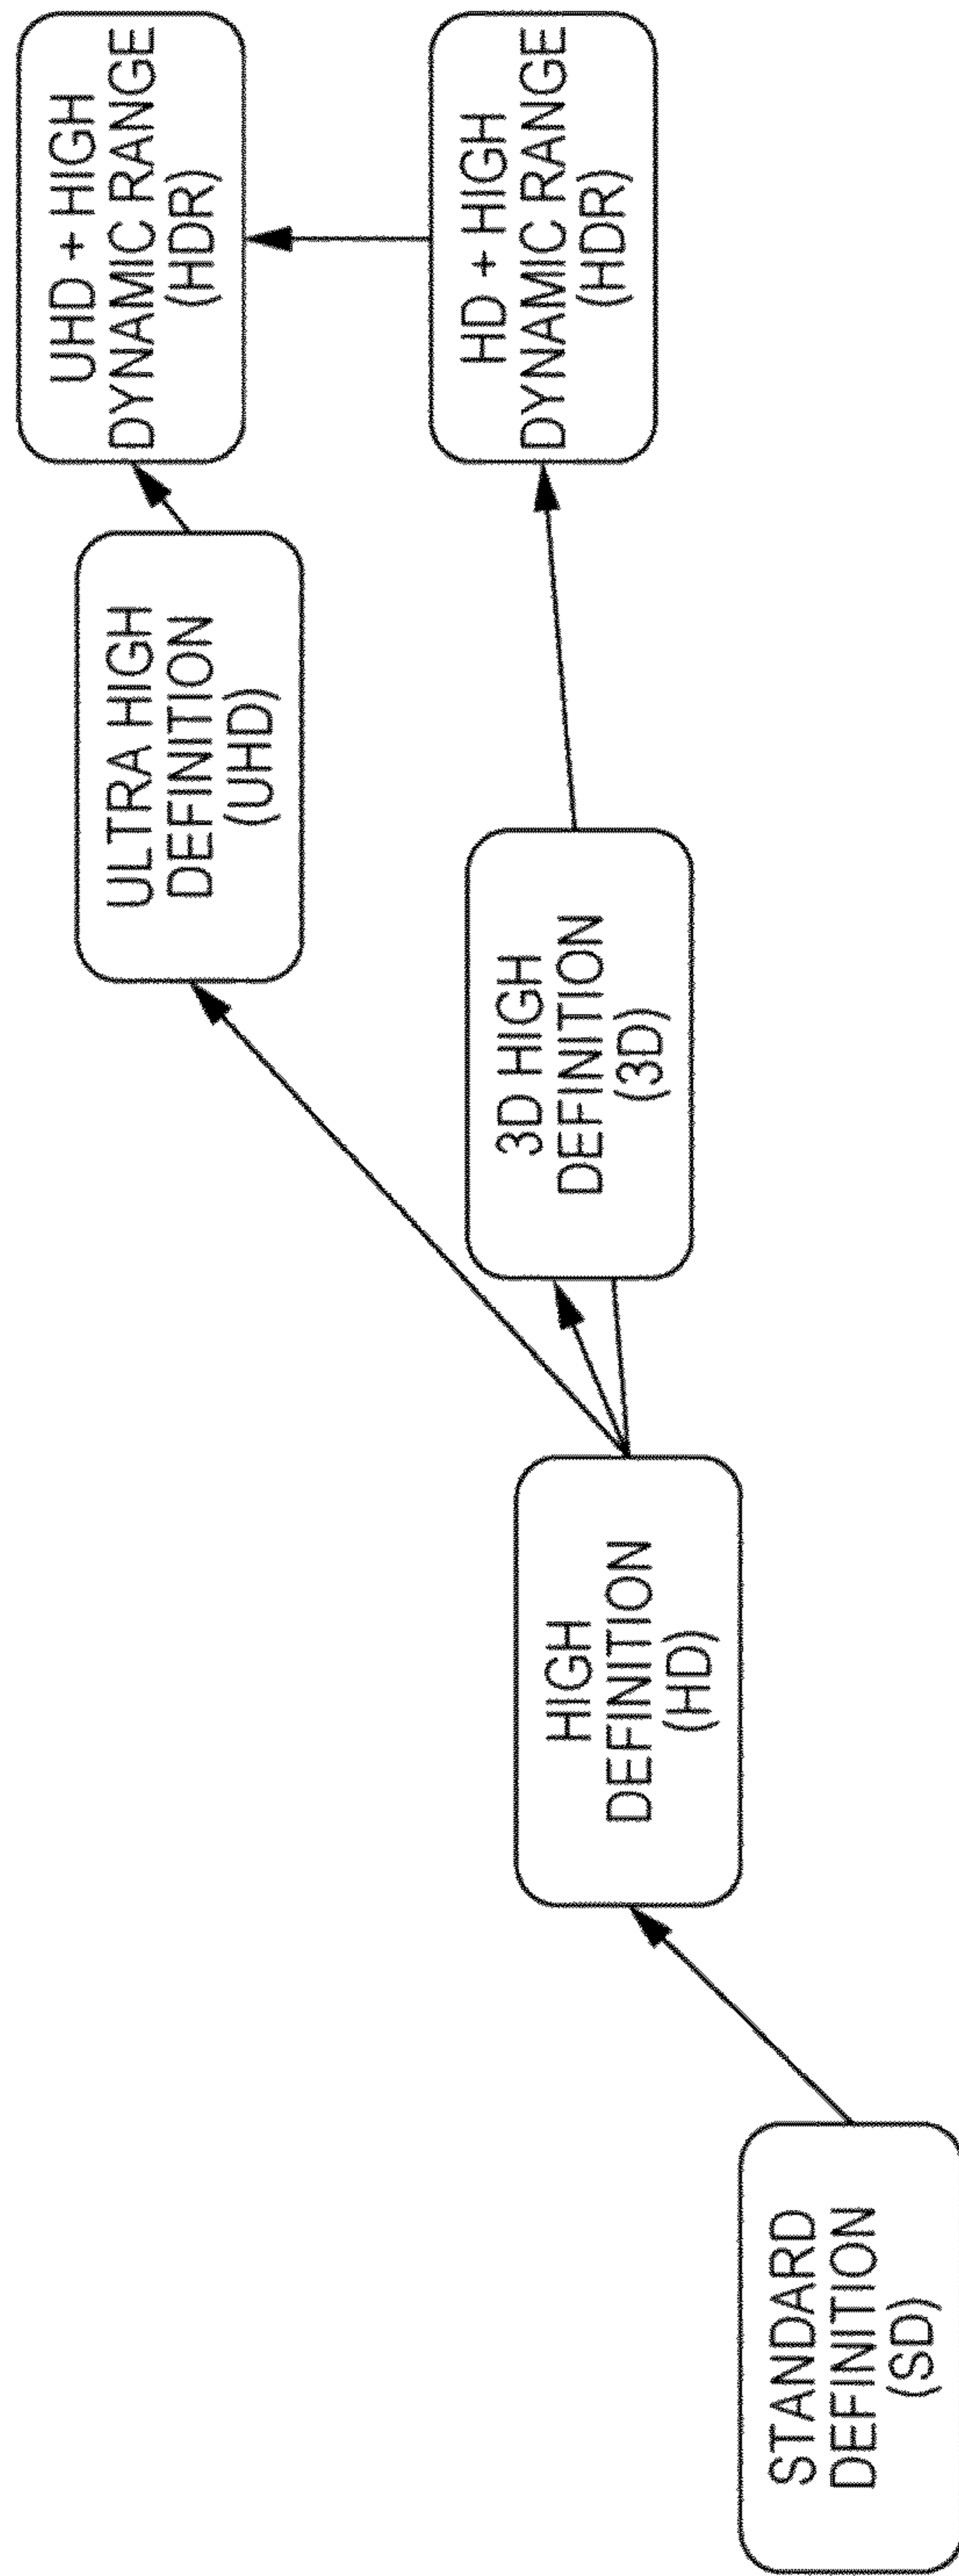 STANDARD
DEFINITION
(SD)
HIGH
DEFINITION
(HD)
3D HIGH
DEFINITION
(3D)
ULTRA HIGH
DEFINITION
(UHD)
UHD + HIGH
DYNAMIC RANGE
(HDR)
HD + HIGH
DYNAMIC RANGE
(HDR)